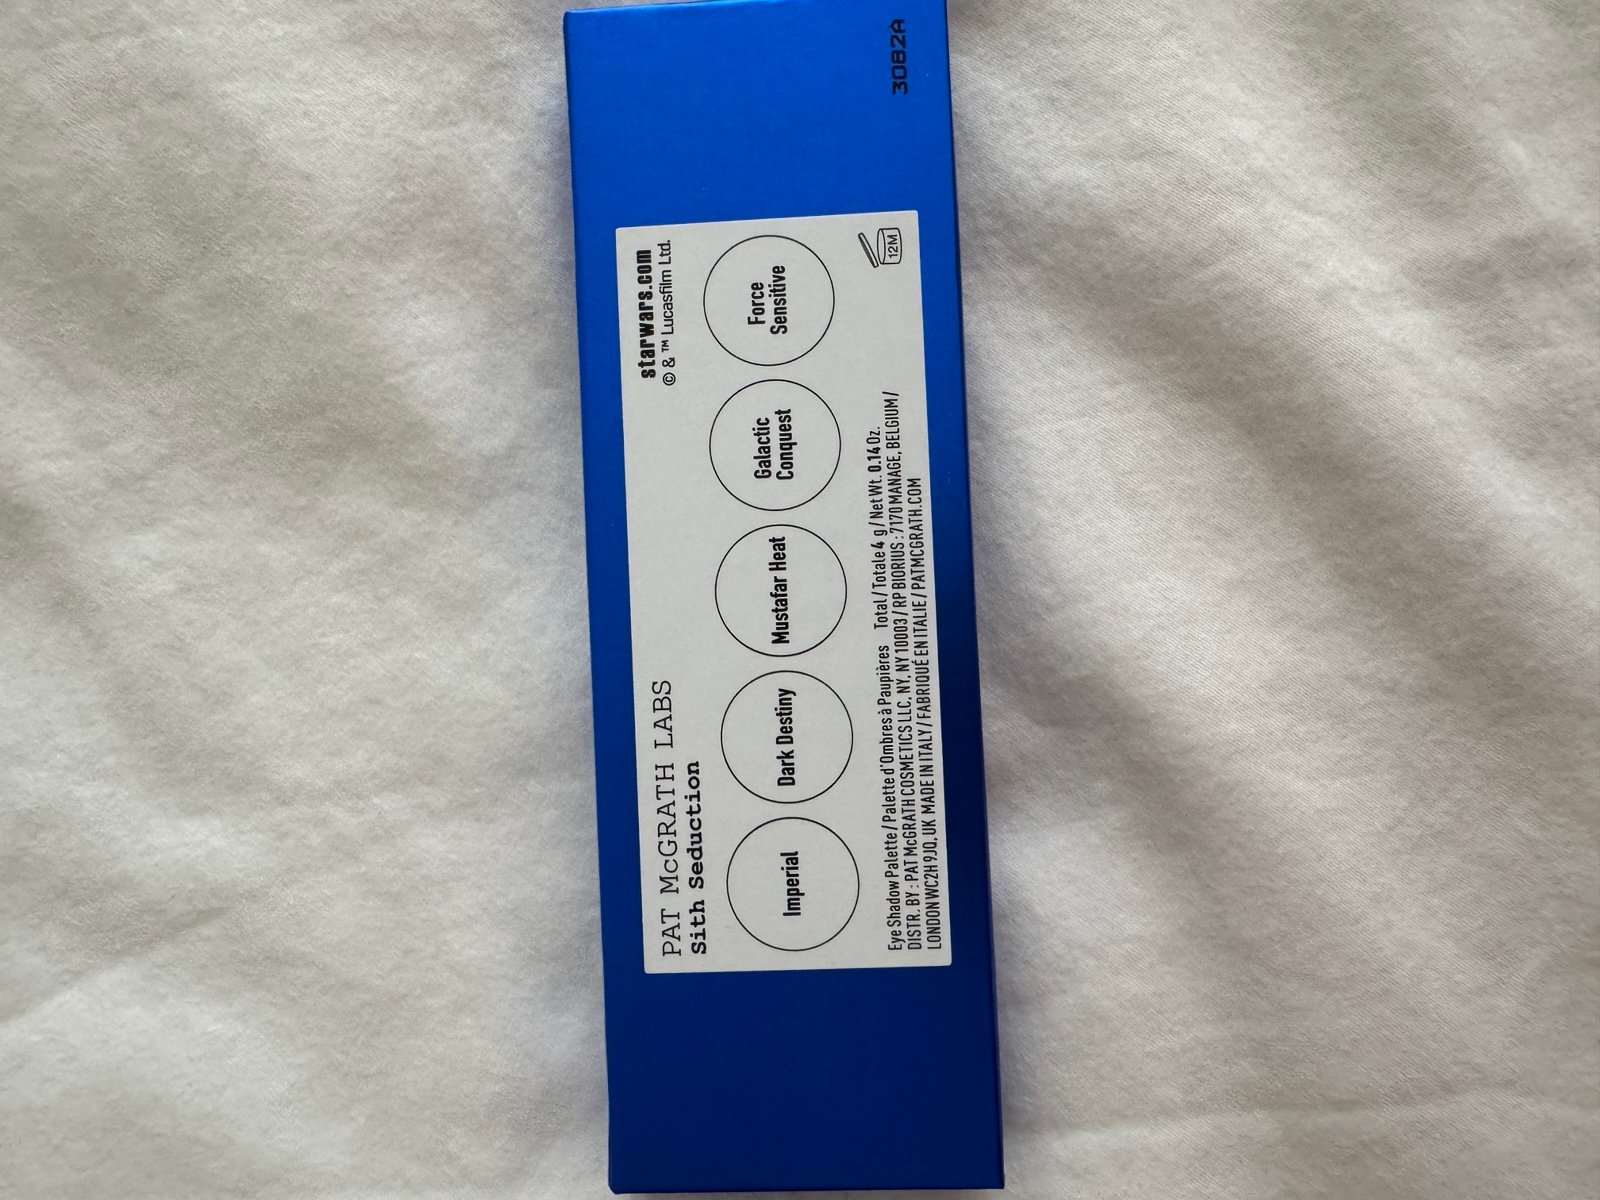 PAT McGRATH LABS
Sith Seduction
starwars.com
© & ™ Lucasfilm Ltd.
Imperial
Dark Destiny
Mustafar Heat
Galactic
Conquest
Force
Sensitive
Eye Shadow Palette / Palette d'Ombres à Paupières Total / Totale 4 g / Net Wt. 0.14 Oz.
DISTR. BY : PAT McGRATH COSMETICS LLC, NY, NY 10003 / RP BIORIUS : 7170 MANAGE, BELGIUM /
LONDON WC2H 9JQ, UK MADE IN ITALY / FABRIQUÉ EN ITALIE / PATMCGRATH.COM
12M
30B2A